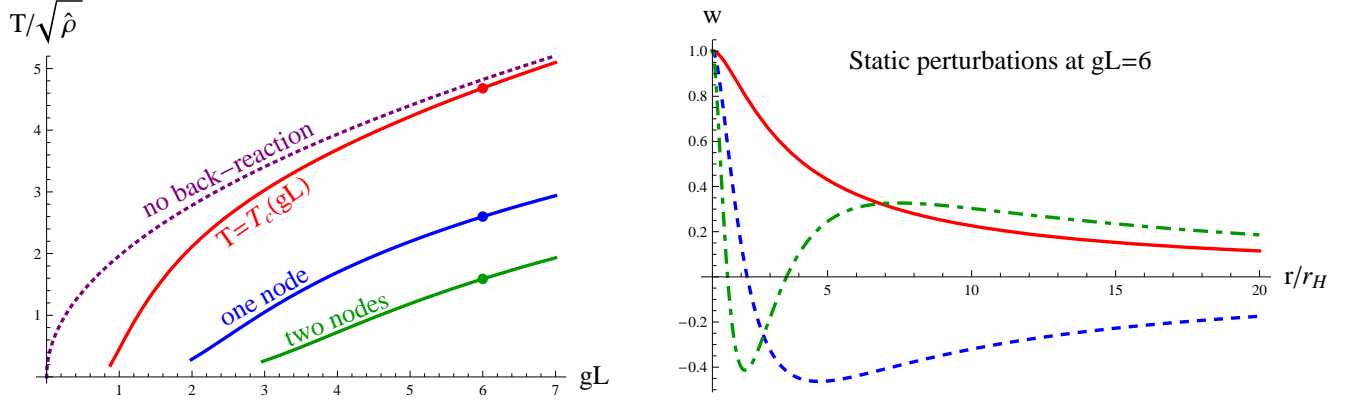 T/√ρ̂
5
4
3
2
1
no back−reaction
T=T_c(gL)
one node
two nodes
1 2 3 4 5 6 7
gL
w
Static perturbations at gL=6
1.0
0.8
0.6
0.4
0.2
−0.2
−0.4
5 10 15 20
r/r_H